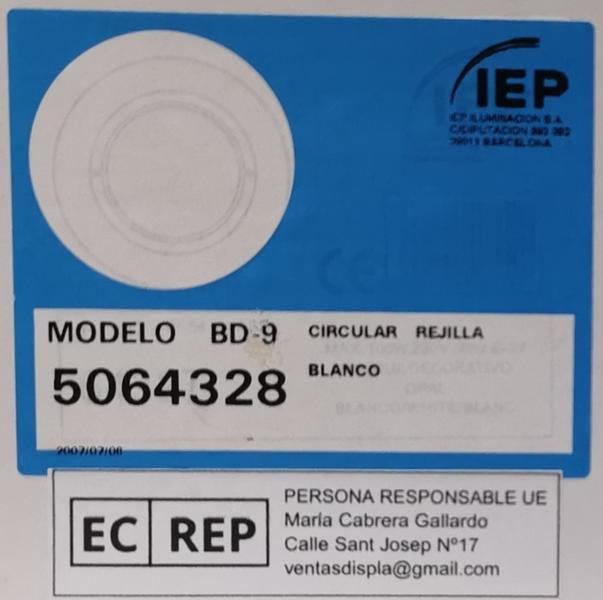 IEP
IEP ILUMINACION S.A.
C/DIPUTACION 390-392
BARCELONA
CE
MODELO BD-9 CIRCULAR REJILLA
5064328 BLANCO
2007/07/06
EC REP
PERSONA RESPONSABLE UE
María Cabrera Gallardo
Calle Sant Josep Nº17
ventasdispla@gmail.com